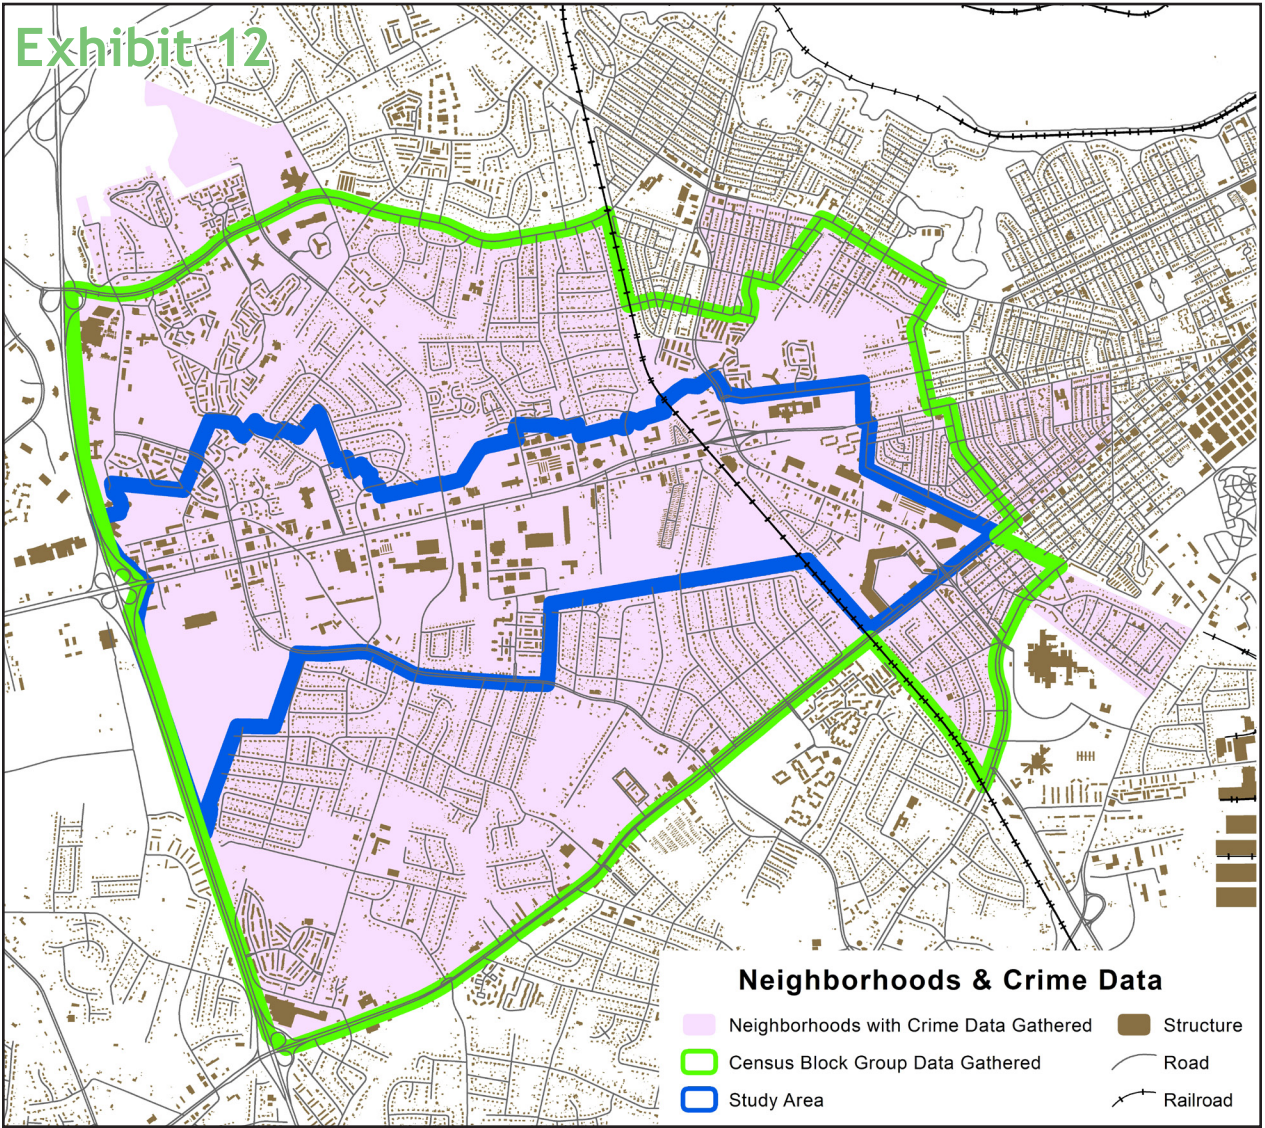 Exhibit 12
Neighborhoods & Crime Data
Neighborhoods with Crime Data Gathered
Structure
Census Block Group Data Gathered
Road
Study Area
Railroad